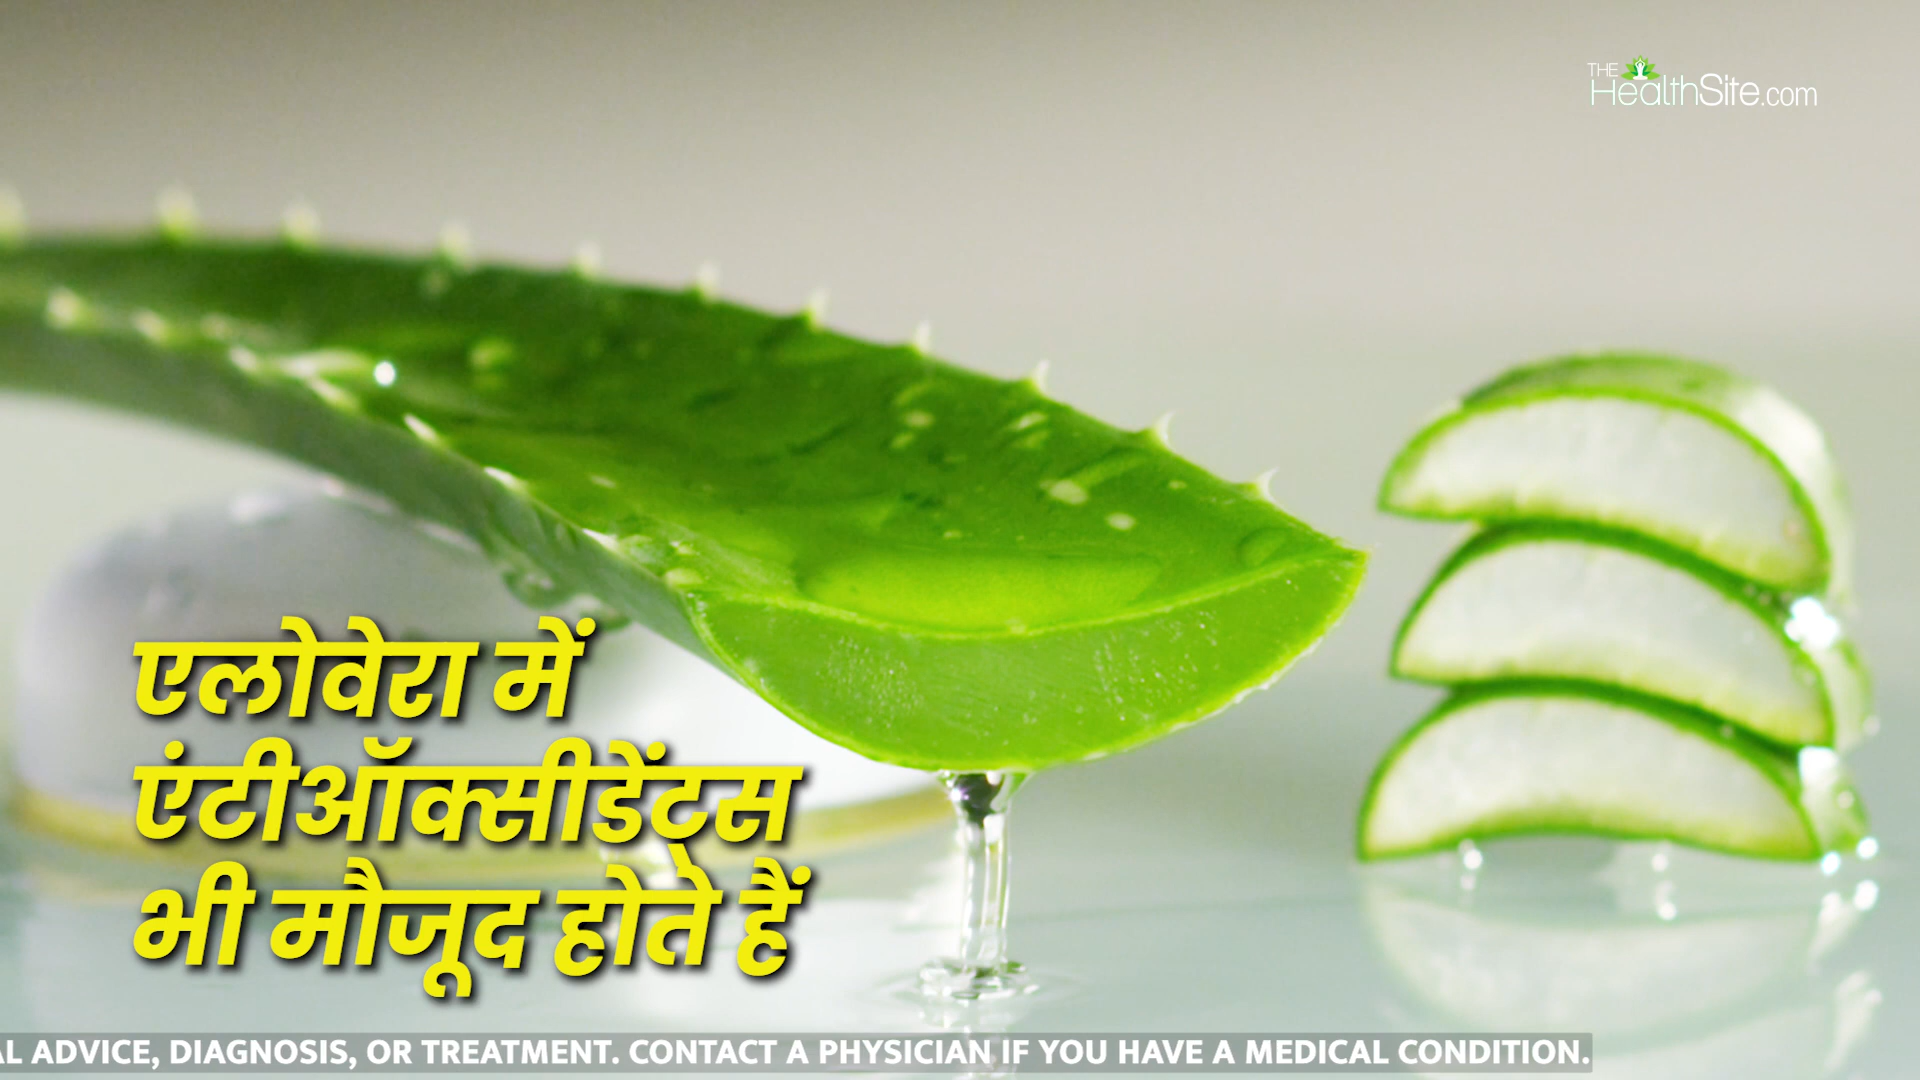 THE
HealthSite.com
एलोवेरा में
एंटीऑक्सीडेंट्स
भी मौजूद होते हैं
ADVICE, DIAGNOSIS, OR TREATMENT. CONTACT A PHYSICIAN IF YOU HAVE A MEDICAL CONDITION.